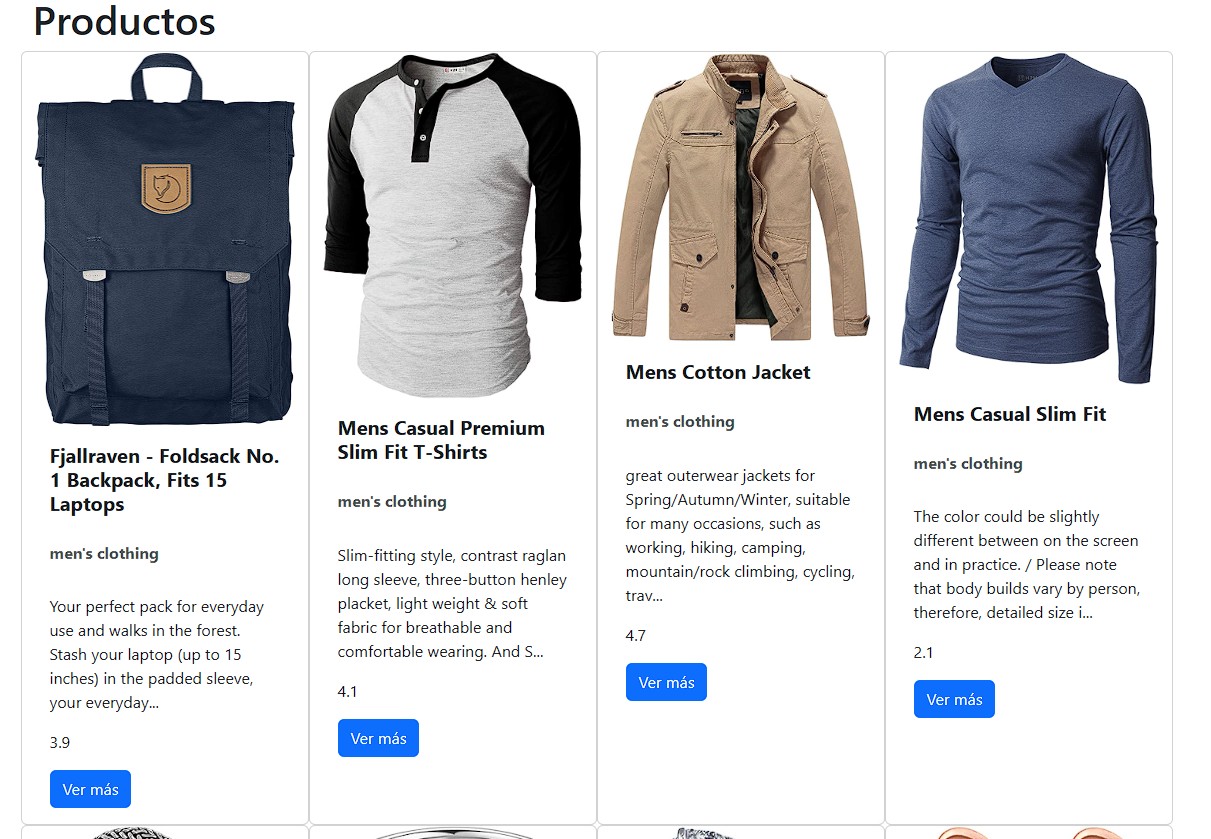 Productos
Fjallraven - Foldsack No.
1 Backpack, Fits 15
Laptops
men's clothing
Your perfect pack for everyday
use and walks in the forest.
Stash your laptop (up to 15
inches) in the padded sleeve,
your everyday...
3.9
Ver más
Mens Casual Premium
Slim Fit T-Shirts
men's clothing
Slim-fitting style, contrast raglan
long sleeve, three-button henley
placket, light weight & soft
fabric for breathable and
comfortable wearing. And S...
4.1
Ver más
Mens Cotton Jacket
men's clothing
great outerwear jackets for
Spring/Autumn/Winter, suitable
for many occasions, such as
working, hiking, camping,
mountain/rock climbing, cycling,
trav...
4.7
Ver más
Mens Casual Slim Fit
men's clothing
The color could be slightly
different between on the screen
and in practice. / Please note
that body builds vary by person,
therefore, detailed size i...
2.1
Ver más